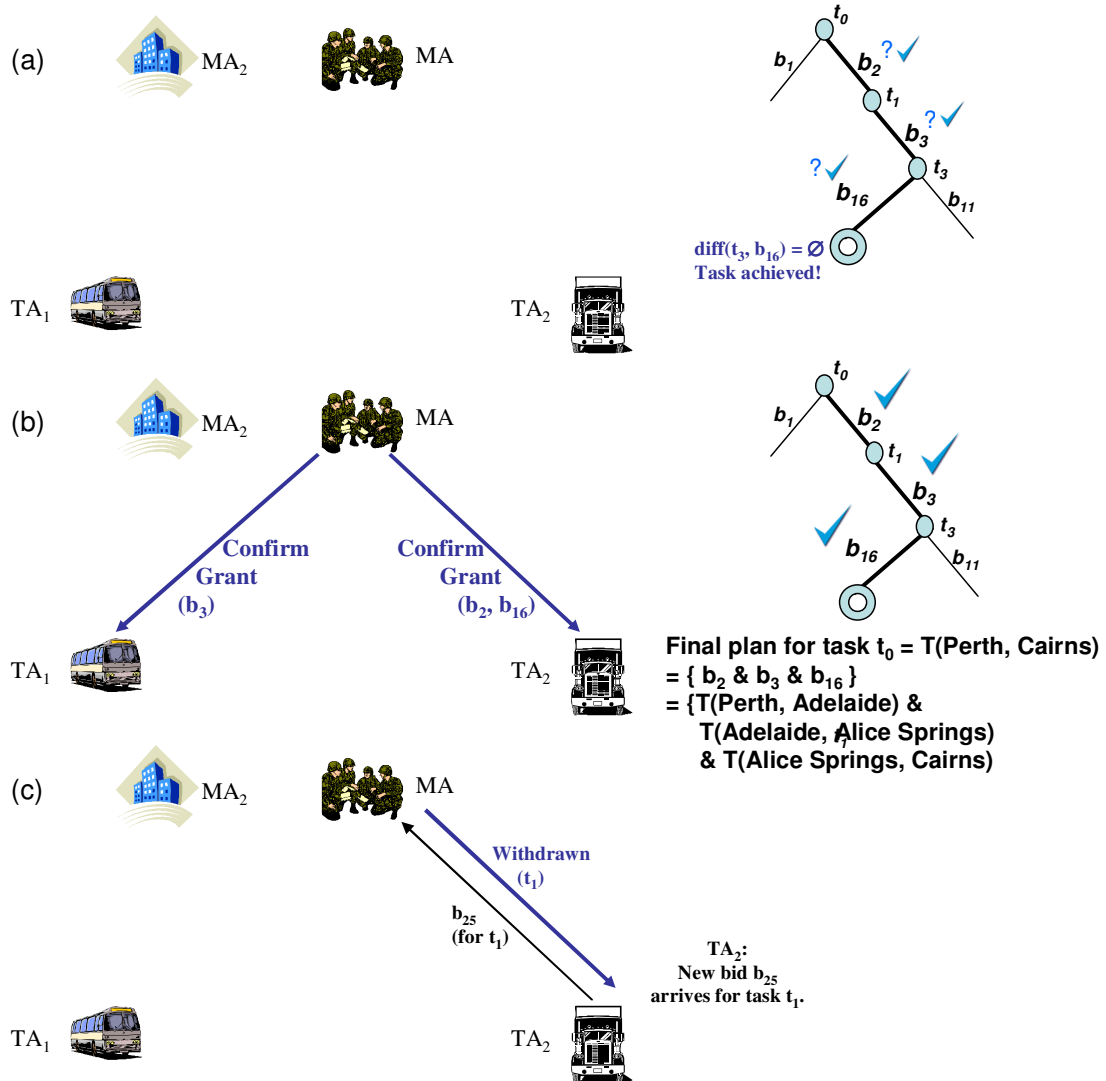 (a)
MA₂
MA
t₀
b₁
b₂ ?
t₁
b₃ ?
?
t₃
b₁₆
b₁₁
diff(t₃, b₁₆) = ∅
Task achieved!
TA₁
TA₂
(b)
MA₂
MA
t₀
b₁
b₂
t₁
b₃
t₃
b₁₆
b₁₁
Confirm
Grant
(b₃)
Confirm
Grant
(b₂, b₁₆)
TA₁
TA₂
Final plan for task t₀ = T(Perth, Cairns)
= { b₂ & b₃ & b₁₆ }
= {T(Perth, Adelaide) &
T(Adelaide, Alice Springs)
& T(Alice Springs, Cairns)
(c)
MA₂
MA
Withdrawn
(t₁)
b₂₅
(for t₁)
TA₂:
New bid b₂₅
arrives for task t₁.
TA₁
TA₂